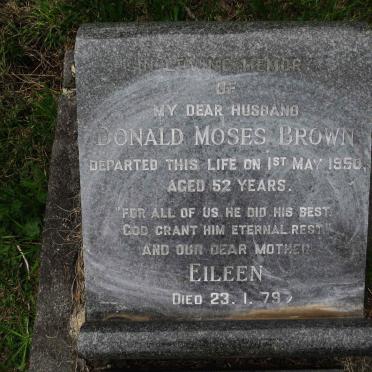 IN LOVING MEMORY
OF
MY DEAR HUSBAND
DONALD MOSES BROWN
DEPARTED THIS LIFE ON 1ST MAY 1950.
AGED 52 YEARS.
"FOR ALL OF US HE DID HIS BEST.
GOD GRANT HIM ETERNAL REST."
AND OUR DEAR MOTHER
EILEEN
DIED 23. 1.